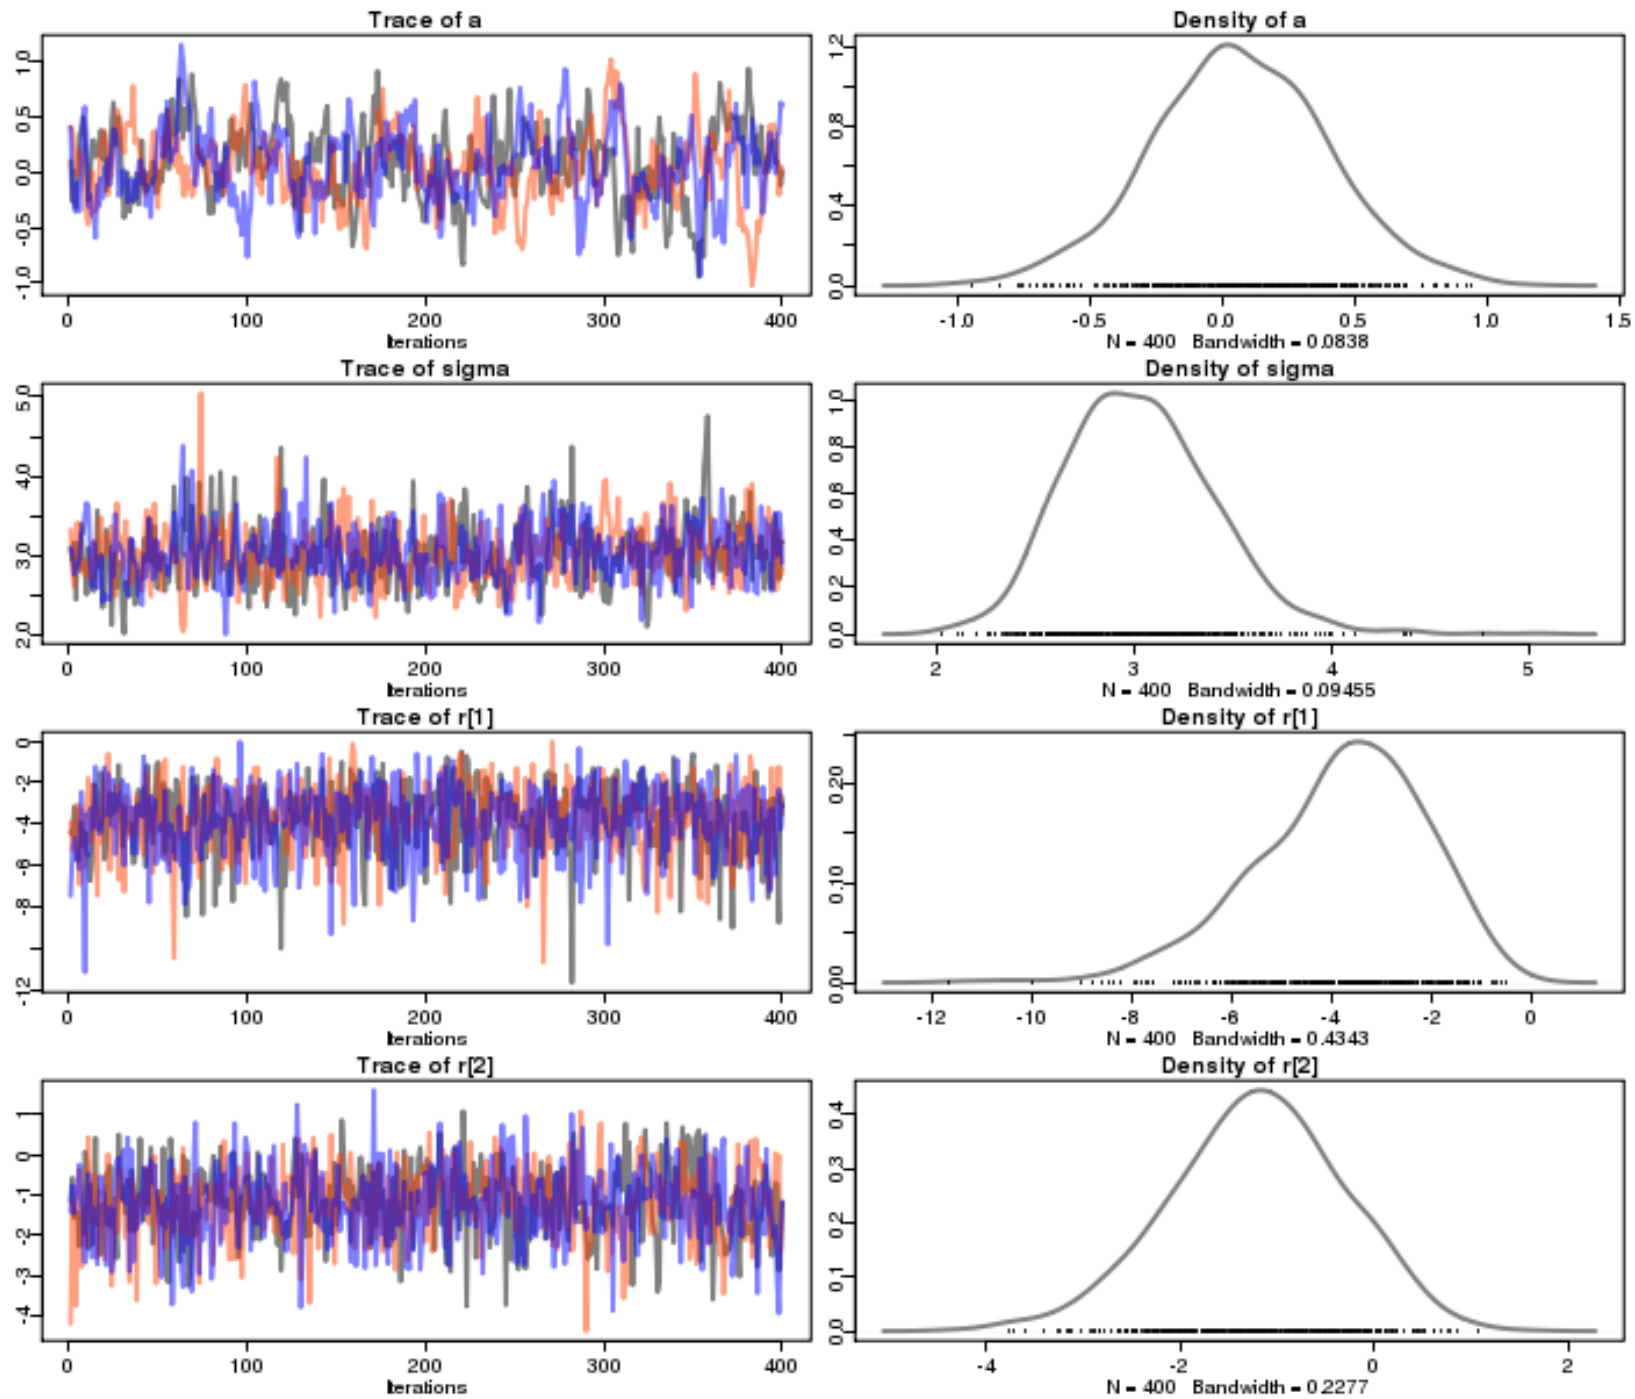 Trace of a
1.0
0.5
0.0
-0.5
-1.0
0 100 300 400
200
Iterations
Density of a
1.2
0.8
0.4
0.0
-1.0 -0.5 0.0 0.5 1.0 1.5
N = 400 Bandwidth = 0.0838
Trace of sigma
5.0
4.0
3.0
2.0
0 100 200 300 400
Iterations
Density of sigma
1.0
0.8
0.6
0.4
0.2
0.0
2 3 4 5
N = 400 Bandwidth = 0.09455
Trace of r[1]
0
-2
-4
-6
-8
-12
0 100 200 300 400
Iterations
Density of r[1]
0.20
0.10
0.00
-12 -10 -8 -6 -4 -2 0
N = 400 Bandwidth = 0.4343
Trace of r[2]
1
0
-1
-2
-3
-4
0 100 200 300 400
Iterations
Density of r[2]
0.4
0.3
0.2
0.1
0.0
-4 -2 0 2
N = 400 Bandwidth = 0.2277